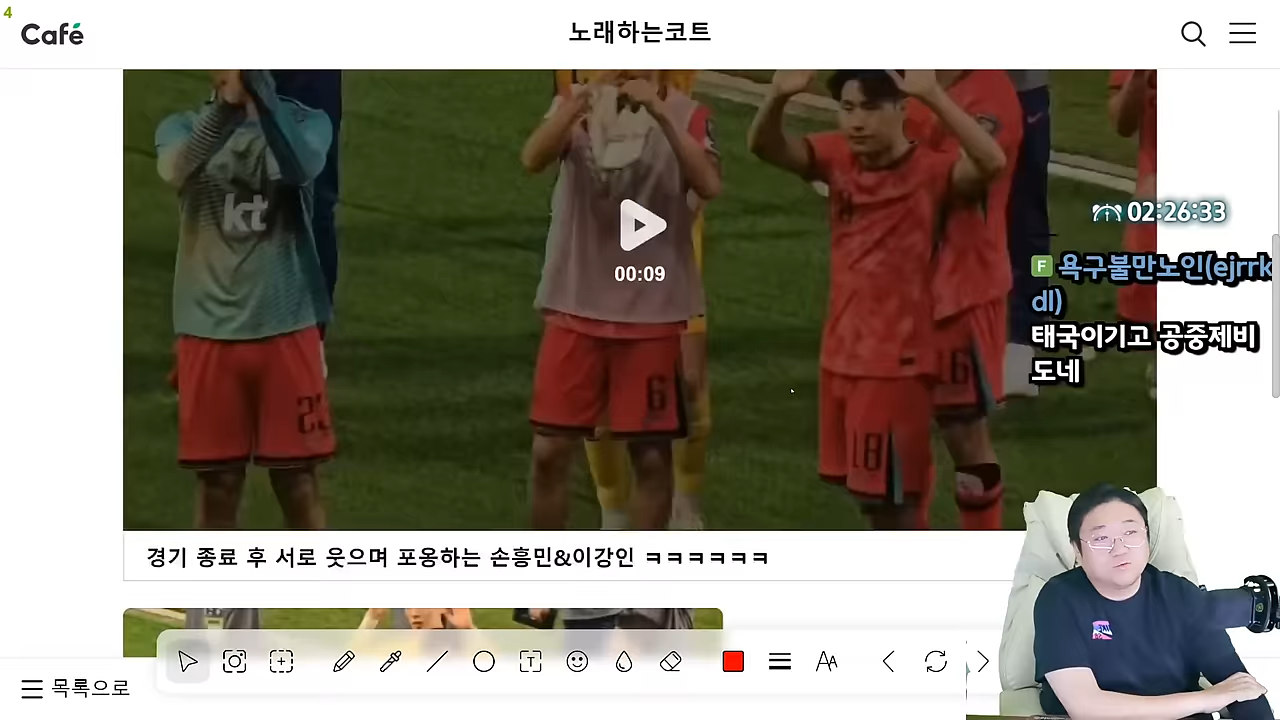 4
Café
노래하는코트
kt
00:09
02:26:33
F 욕구불만노인(ejrrk
dl)
태국이기고 공중제비
도네
6
16
18
경기 종료 후 서로 웃으며 포옹하는 손흥민&이강인 ㅋㅋㅋㅋㅋㅋ
T
AA
목록으로